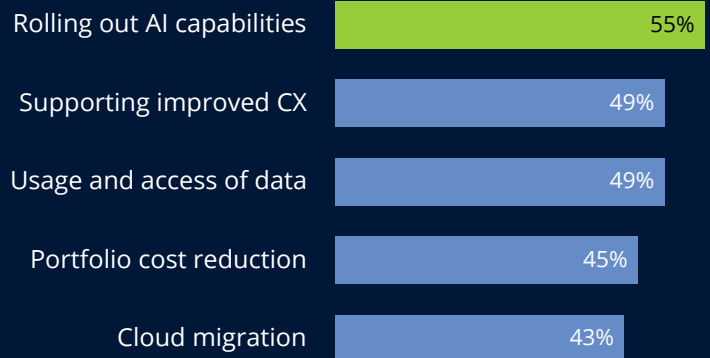 Rolling out AI capabilities 55%
Supporting improved CX 49%
Usage and access of data 49%
Portfolio cost reduction 45%
Cloud migration 43%